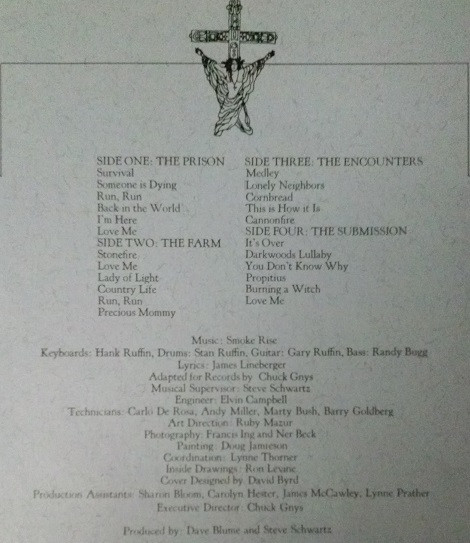 SIDE ONE: THE PRISON
Survival
Someone is Dying
Run, Run
Back in the World
I'm Here
Love Me
SIDE TWO: THE FARM
Stonefire
Love Me
Lady of Light
Country Life
Run, Run
Precious Mommy
SIDE THREE: THE ENCOUNTERS
Medley
Lonely Neighbors
Cornbread
This is How it Is
Cannonfire
SIDE FOUR: THE SUBMISSION
It's Over
Darkwoods Lullaby
You Don't Know Why
Propitius
Burning a Witch
Love Me
Music: Smoke Rise
Keyboards: Hank Ruffin, Drums: Stan Ruffin, Guitar: Gary Ruffin, Bass: Randy Bugg
Lyrics: James Lineberger
Adapted for Records by Chuck Gnys
Musical Supervisor: Steve Schwartz
Engineer: Elvin Campbell
Technicians: Carlo De Rosa, Andy Miller, Marty Bush, Barry Goldberg
Art Direction: Ruby Mazur
Photography: Francis Ing and Ner Beck
Painting: Doug Jamieson
Coordination: Lynne Thorner
Inside Drawings: Ron Levine
Cover Designed by David Byrd
Production Assistants: Sharon Bloom, Carolyn Hester, James McCawley, Lynne Prather
Executive Director: Chuck Gnys
Produced by: Dave Blume and Steve Schwartz